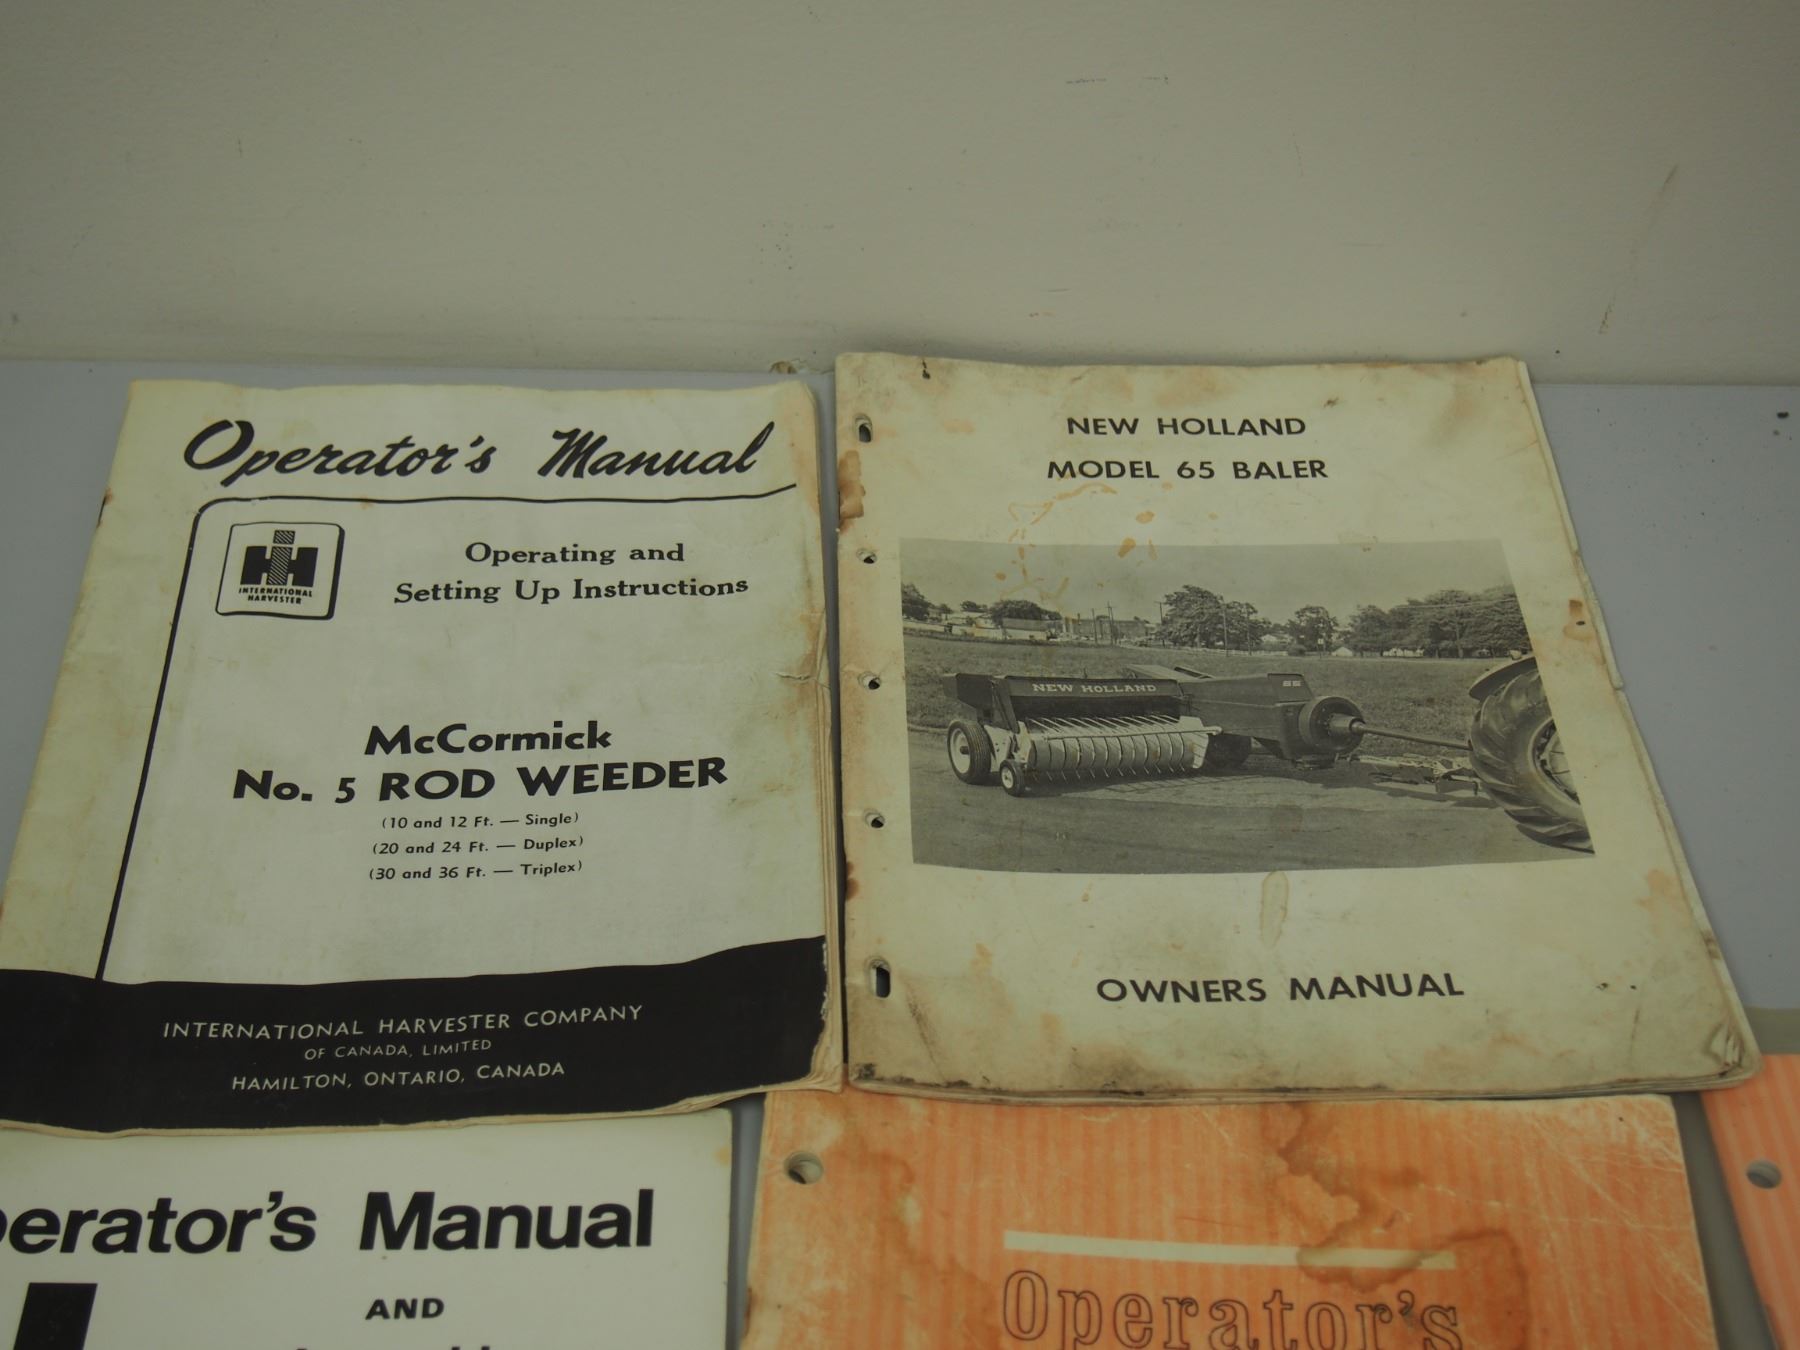 Operator's Manual
IH
INTERNATIONAL
HARVESTER
Operating and
Setting Up Instructions
McCormick
No. 5 ROD WEEDER
(10 and 12 Ft. — Single)
(20 and 24 Ft. — Duplex)
(30 and 36 Ft. — Triplex)
INTERNATIONAL HARVESTER COMPANY
OF CANADA, LIMITED
HAMILTON, ONTARIO, CANADA
NEW HOLLAND
MODEL 65 BALER
NEW HOLLAND
65
OWNERS MANUAL
perator's Manual
AND
Operator's